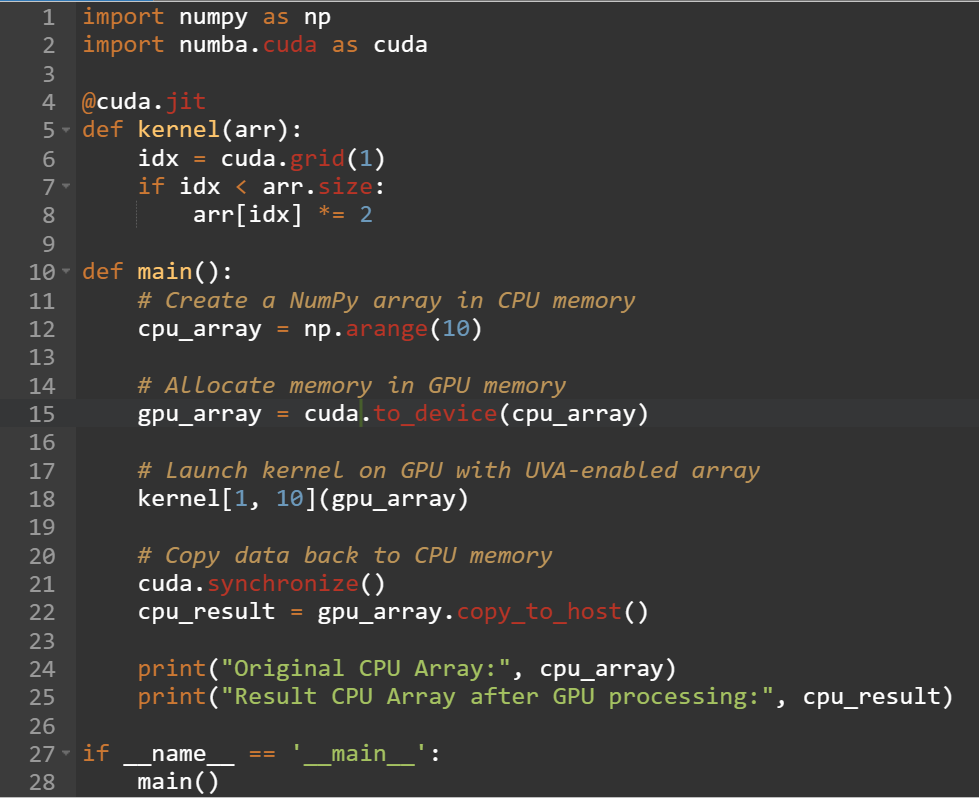 1 import numpy as np
2 import numba.cuda as cuda
3
4 @cuda.jit
5 def kernel(arr):
6     idx = cuda.grid(1)
7     if idx < arr.size:
8         arr[idx] *= 2
9
10 def main():
11     # Create a NumPy array in CPU memory
12     cpu_array = np.arange(10)
13
14     # Allocate memory in GPU memory
15     gpu_array = cuda.to_device(cpu_array)
16
17     # Launch kernel on GPU with UVA-enabled array
18     kernel[1, 10](gpu_array)
19
20     # Copy data back to CPU memory
21     cuda.synchronize()
22     cpu_result = gpu_array.copy_to_host()
23
24     print("Original CPU Array:", cpu_array)
25     print("Result CPU Array after GPU processing:", cpu_result)
26
27 if __name__ == '__main__':
28     main()